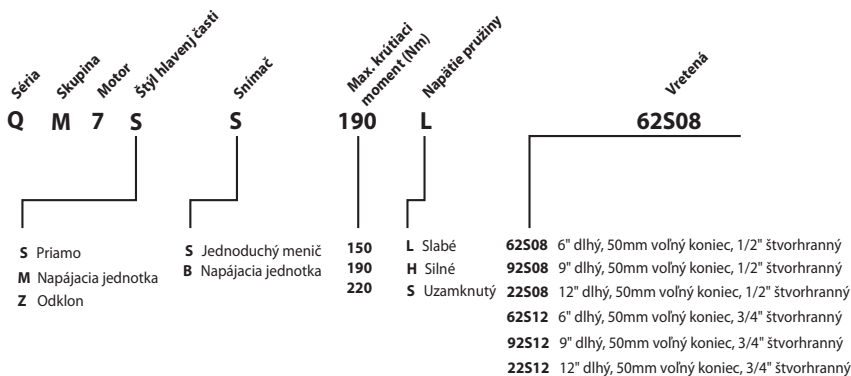 Séria
Skupina
Motor
Štýl hlavenj časti
Snímač
Max. krútiaci
moment (Nm)
Napätie pružiny
Vretená
Q M 7 S S 190 L 62S08
S Priamo
M Napájacia jednotka
Z Odklon
S Jednoduchý menič
B Napájacia jednotka
150
190
220
L Slabé
H Silné
S Uzamknutý
62S08 6" dlhý, 50mm voľný koniec, 1/2" štvorhranný
92S08 9" dlhý, 50mm voľný koniec, 1/2" štvorhranný
22S08 12" dlhý, 50mm voľný koniec, 1/2" štvorhranný
62S12 6" dlhý, 50mm voľný koniec, 3/4" štvorhranný
92S12 9" dlhý, 50mm voľný koniec, 3/4" štvorhranný
22S12 12" dlhý, 50mm voľný koniec, 3/4" štvorhranný